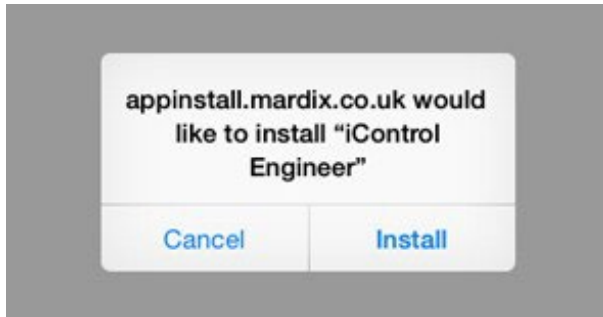 appinstall.mardix.co.uk would
like to install “iControl
Engineer”
Cancel
Install